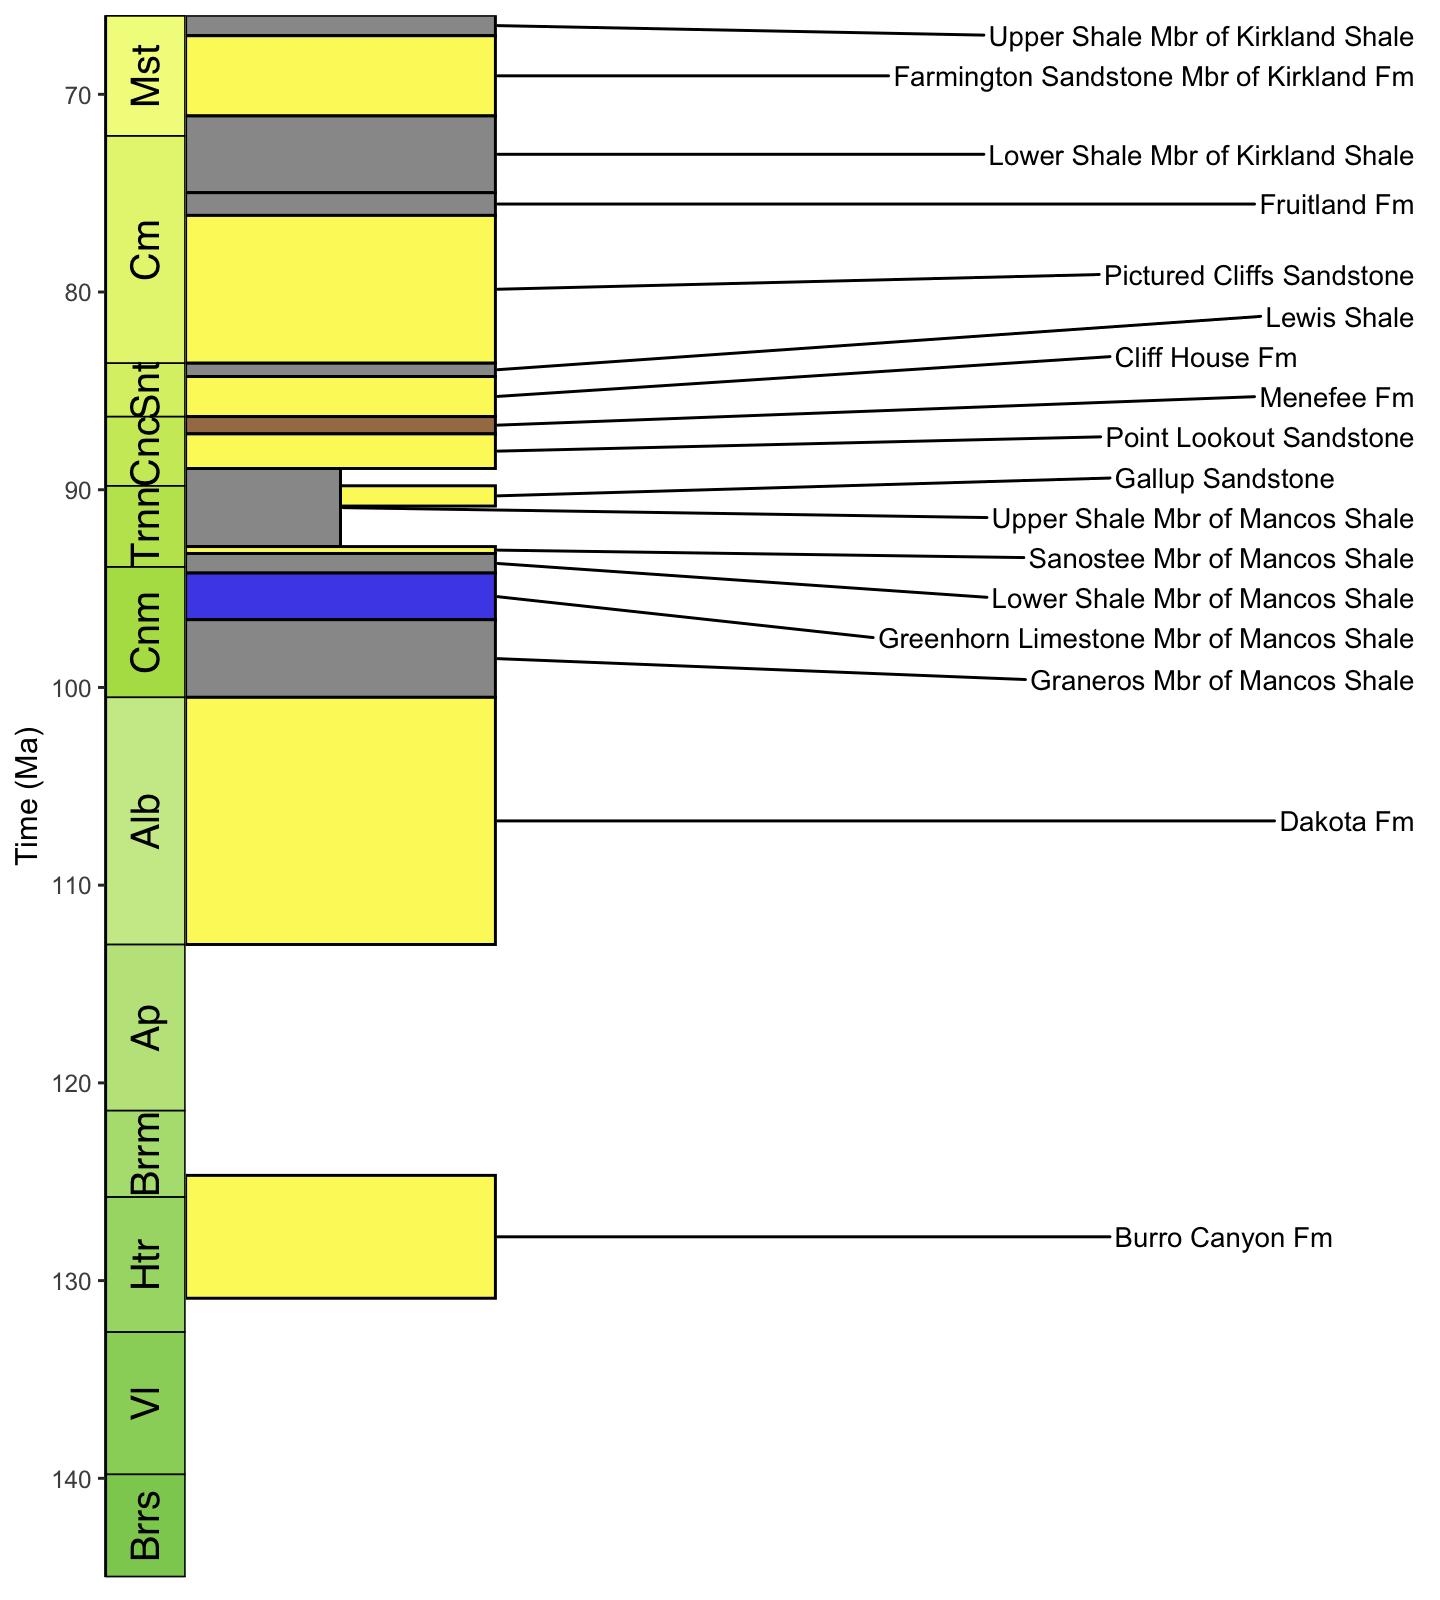 Time (Ma)
70
80
90
100
110
120
130
140
Mst
Cm
Snt
Cnc
Trnn
Cnm
Alb
Ap
Brrm
Htr
Vl
Brrs
Upper Shale Mbr of Kirkland Shale
Farmington Sandstone Mbr of Kirkland Fm
Lower Shale Mbr of Kirkland Shale
Fruitland Fm
Pictured Cliffs Sandstone
Lewis Shale
Cliff House Fm
Menefee Fm
Point Lookout Sandstone
Gallup Sandstone
Upper Shale Mbr of Mancos Shale
Sanostee Mbr of Mancos Shale
Lower Shale Mbr of Mancos Shale
Greenhorn Limestone Mbr of Mancos Shale
Graneros Mbr of Mancos Shale
Dakota Fm
Burro Canyon Fm